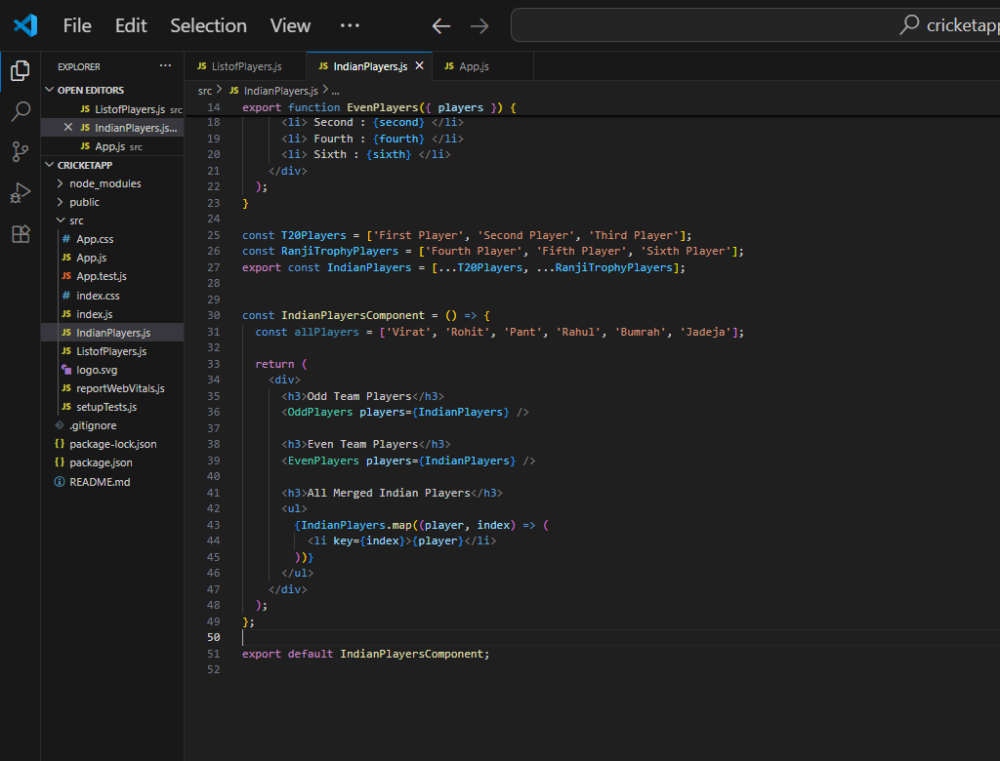 File Edit Selection View ··· cricketapp
EXPLORER ···
OPEN EDITORS
JS ListofPlayers.js src
JS IndianPlayers.js...
JS App.js src
CRICKETAPP
node_modules
public
src
# App.css
JS App.js
JS App.test.js
# index.css
JS index.js
JS IndianPlayers.js
JS ListofPlayers.js
logo.svg
JS reportWebVitals.js
JS setupTests.js
.gitignore
{} package-lock.json
{} package.json
README.md
JS ListofPlayers.js JS IndianPlayers.js JS App.js
src > JS IndianPlayers.js > ...
14 export function EvenPlayers({ players }) {
18 <li> Second : {second} </li>
19 <li> Fourth : {fourth} </li>
20 <li> Sixth : {sixth} </li>
21 </div>
22 );
23 }
24
25 const T20Players = ['First Player', 'Second Player', 'Third Player'];
26 const RanjiTrophyPlayers = ['Fourth Player', 'Fifth Player', 'Sixth Player'];
27 export const IndianPlayers = [...T20Players, ...RanjiTrophyPlayers];
28
29
30 const IndianPlayersComponent = () => {
31 const allPlayers = ['Virat', 'Rohit', 'Pant', 'Rahul', 'Bumrah', 'Jadeja'];
32
33 return (
34 <div>
35 <h3>Odd Team Players</h3>
36 <OddPlayers players={IndianPlayers} />
37
38 <h3>Even Team Players</h3>
39 <EvenPlayers players={IndianPlayers} />
40
41 <h3>All Merged Indian Players</h3>
42 <ul>
43 {IndianPlayers.map((player, index) => (
44 <li key={index}>{player}</li>
45 ))}
46 </ul>
47 </div>
48 );
49 };
50
51 export default IndianPlayersComponent;
52